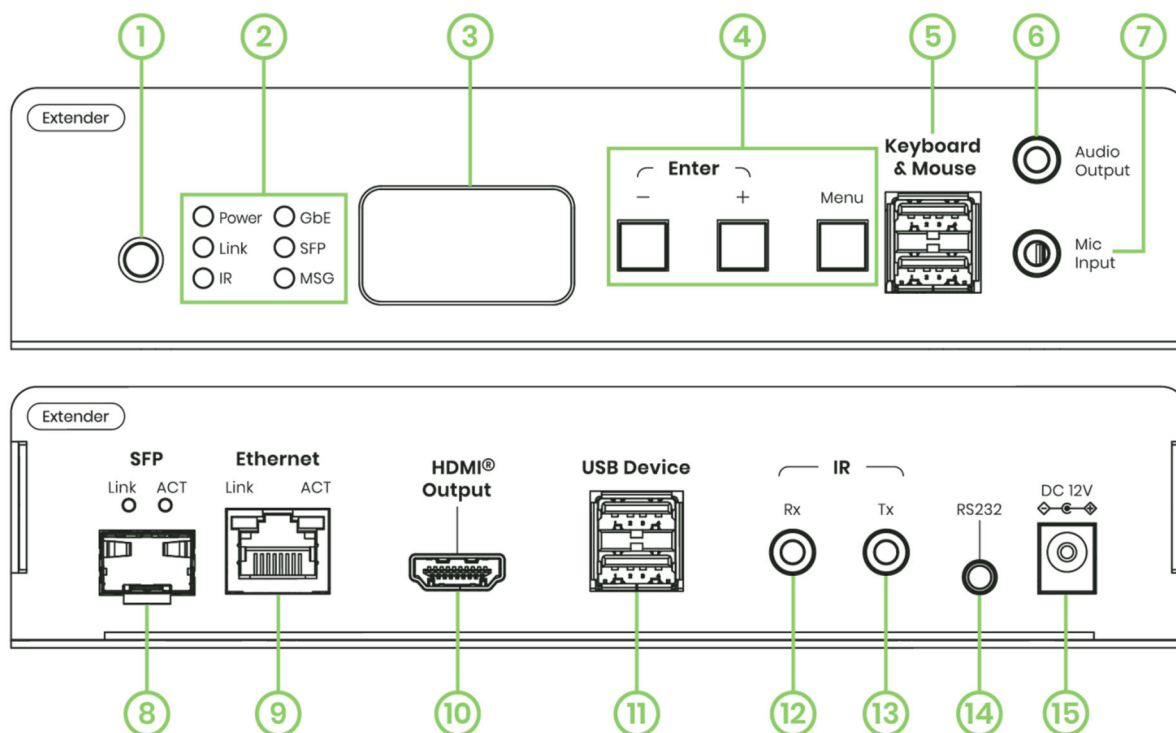 1 2 3 4 5 6 7
Extender
Power GbE
Link SFP
IR MSG
Enter
− + Menu
Keyboard
& Mouse
Audio
Output
Mic
Input
Extender
SFP
Link ACT
Ethernet
Link ACT
HDMI®
Output
USB Device
IR
Rx Tx
RS232
DC 12V
8 9 10 11 12 13 14 15